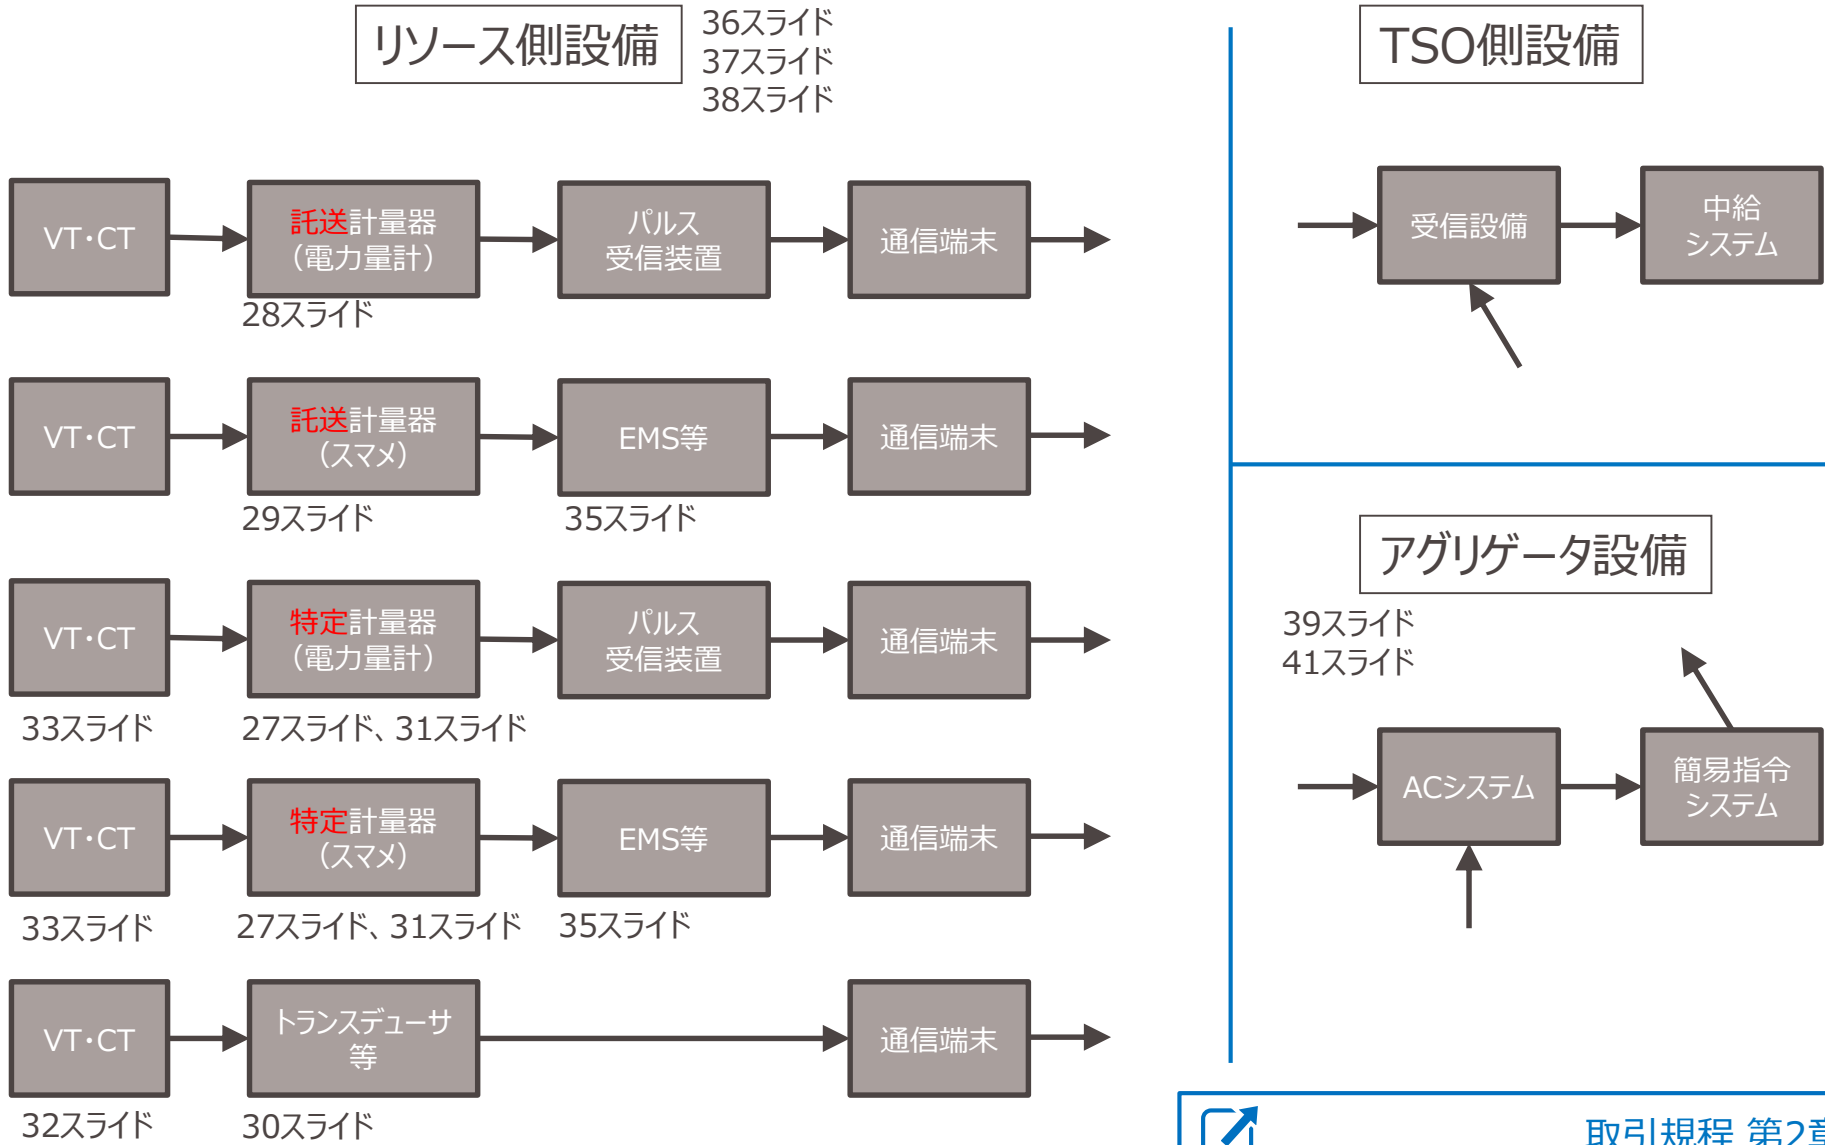 リソース側設備
36スライド
37スライド
38スライド
VT・CT
託送計量器
（電力量計）
パルス
受信装置
通信端末
28スライド
VT・CT
託送計量器
（スマメ）
EMS等
通信端末
29スライド
35スライド
VT・CT
特定計量器
（電力量計）
パルス
受信装置
通信端末
33スライド
27スライド、31スライド
VT・CT
特定計量器
（スマメ）
EMS等
通信端末
33スライド
27スライド、31スライド
35スライド
VT・CT
トランスデューサ
等
通信端末
32スライド
30スライド
TSO側設備
受信設備
中給
システム
アグリゲータ設備
39スライド
41スライド
ACシステム
簡易指令
システム
取引規程 第2章